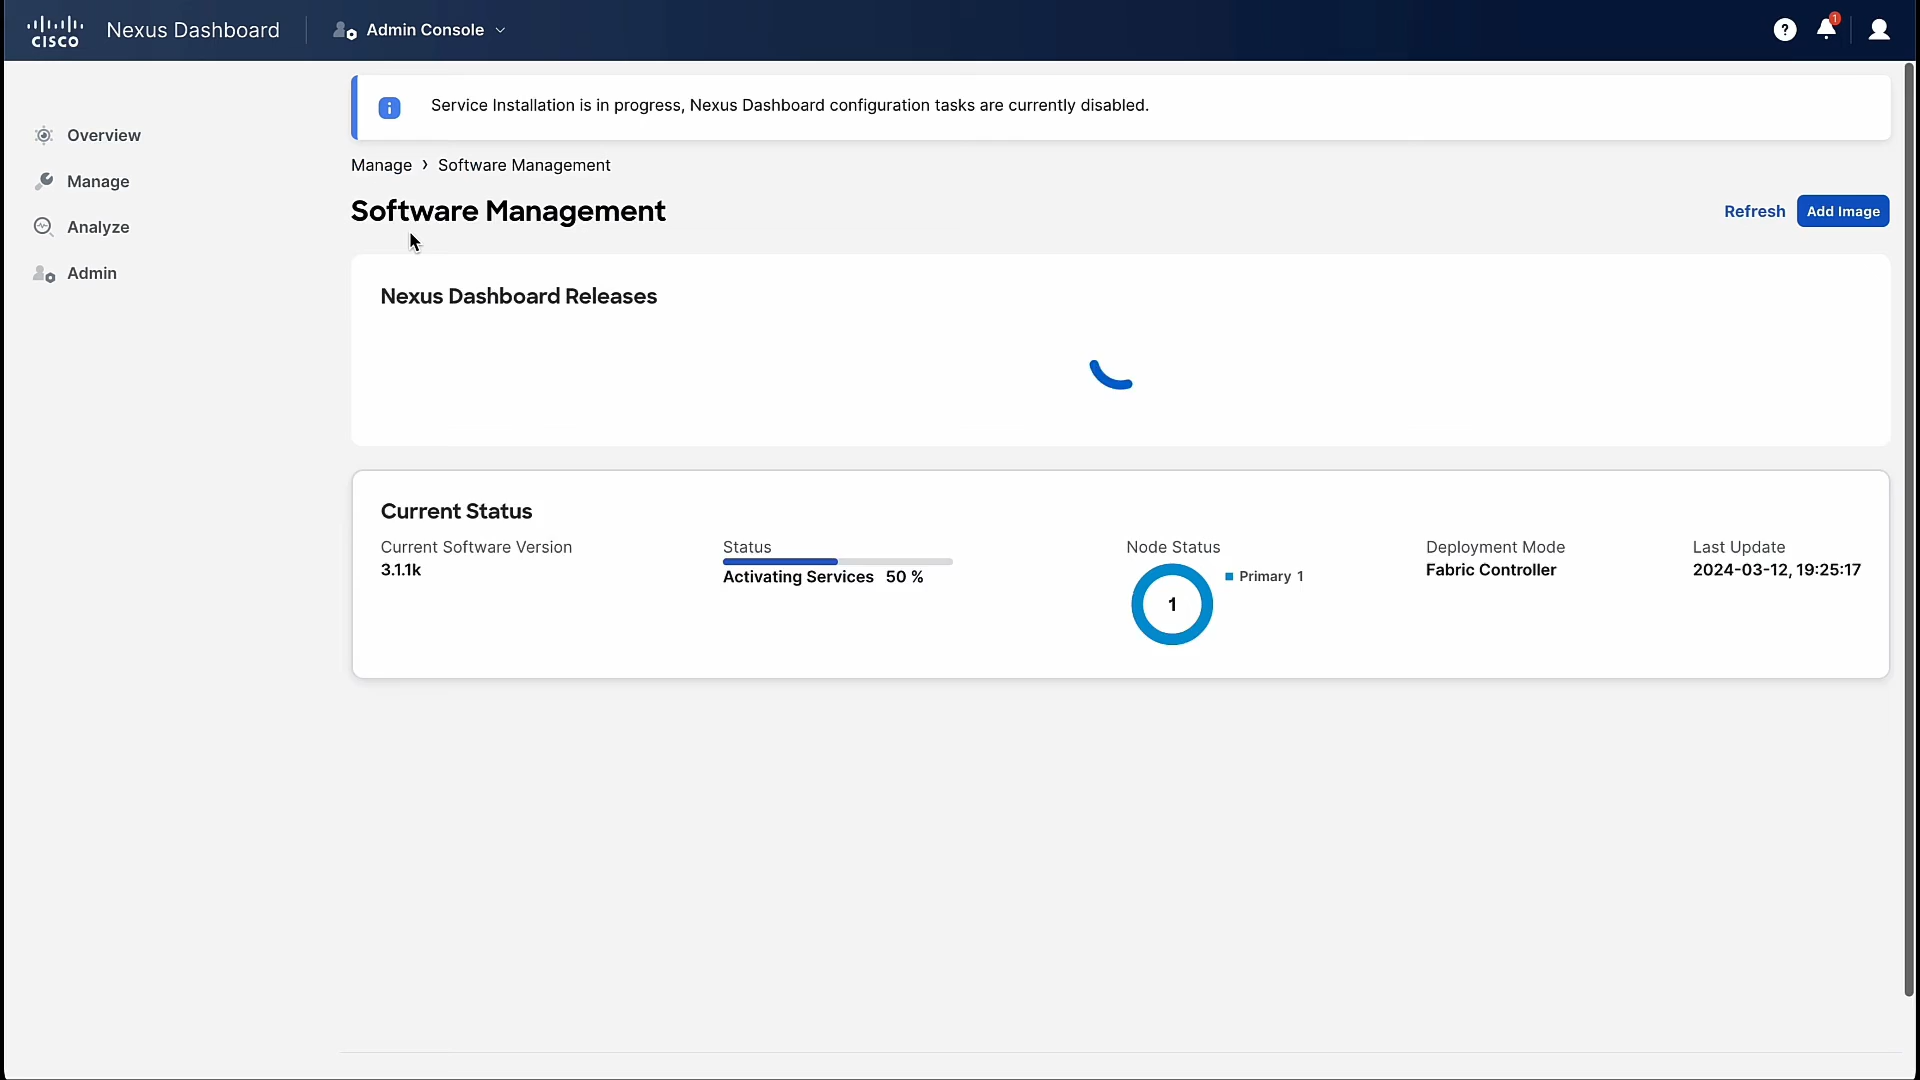 CISCO
Nexus Dashboard
Admin Console
?
1
Service Installation is in progress, Nexus Dashboard configuration tasks are currently disabled.
Overview
Manage
Analyze
Admin
Manage › Software Management
Software Management
Refresh
Add Image
Nexus Dashboard Releases
Current Status
Current Software Version
3.1.1k
Status
Activating Services 50 %
Node Status
1
Primary 1
Deployment Mode
Fabric Controller
Last Update
2024-03-12, 19:25:17